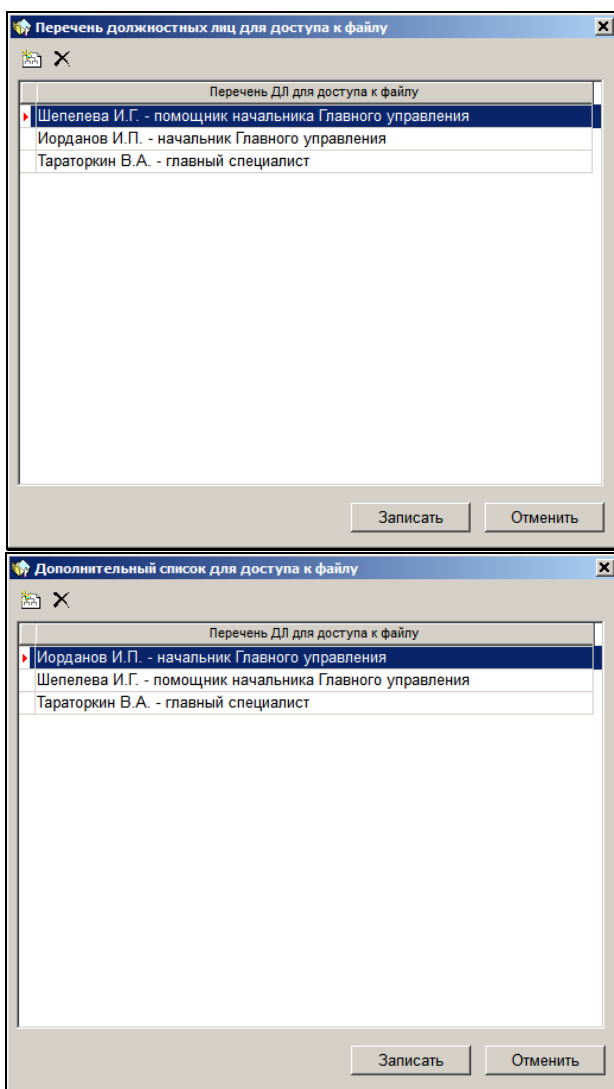 Перечень должностных лиц для доступа к файлу
Перечень ДЛ для доступа к файлу
Шепелева И.Г. - помощник начальника Главного управления
Иорданов И.П. - начальник Главного управления
Тараторкин В.А. - главный специалист
Записать Отменить
Дополнительный список для доступа к файлу
Перечень ДЛ для доступа к файлу
Иорданов И.П. - начальник Главного управления
Шепелева И.Г. - помощник начальника Главного управления
Тараторкин В.А. - главный специалист
Записать Отменить